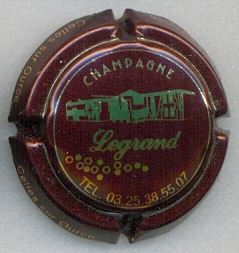 CHAMPAGNE
Legrand
TEL. 03.25.38.55.07
Celles sur Ource
Celles sur Ource